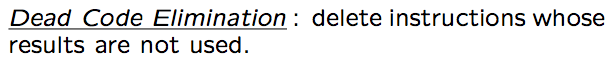 Dead Code Elimination : delete instructions whose
results are not used.